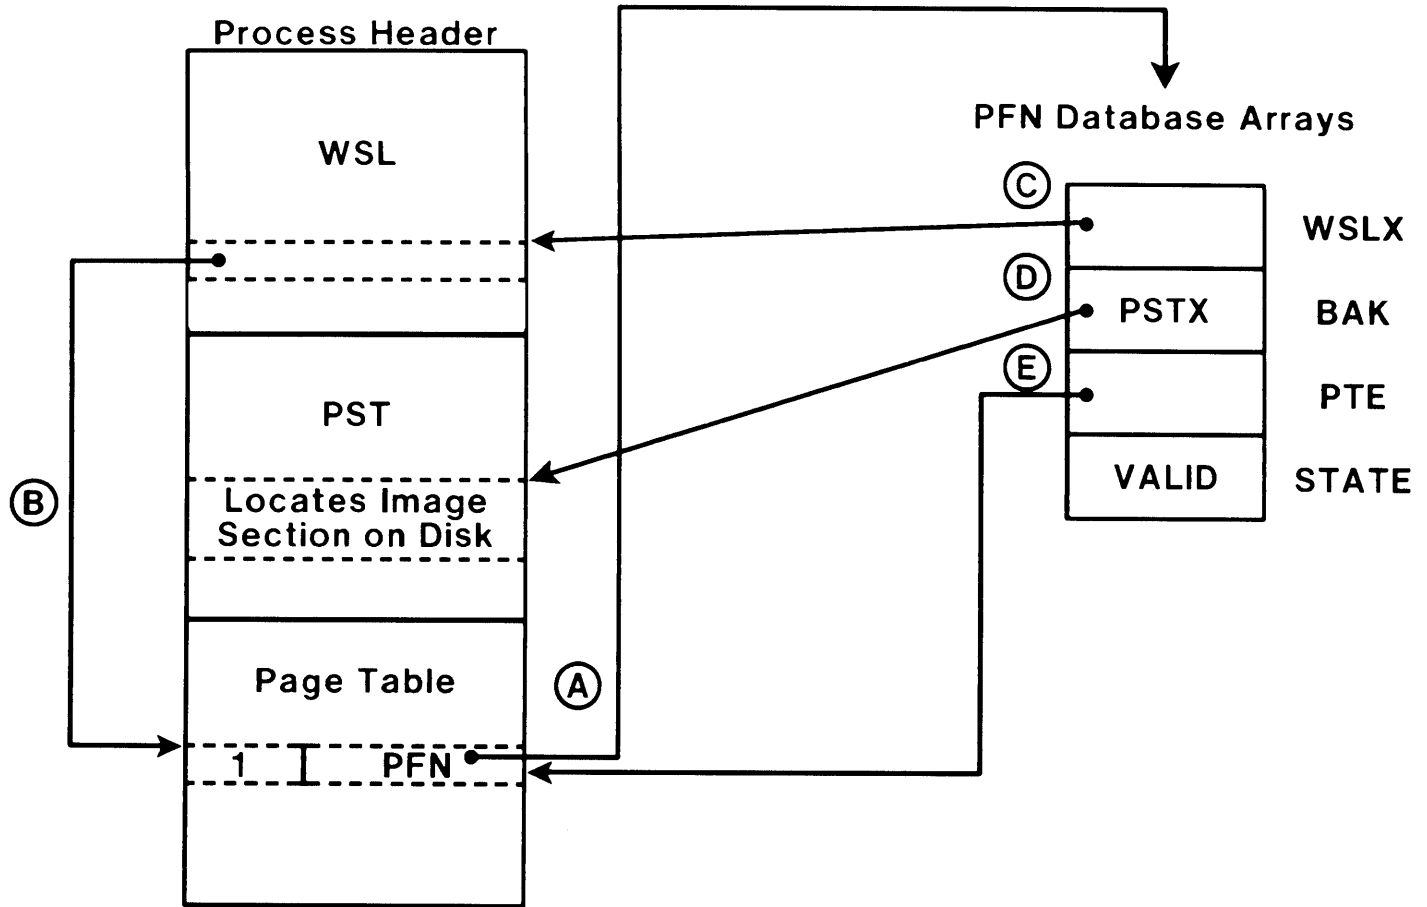 Process Header
PFN Database Arrays
WSL
C
WSLX
D
PSTX
BAK
E
PTE
PST
VALID
STATE
B
Locates Image
Section on Disk
Page Table
A
1
PFN